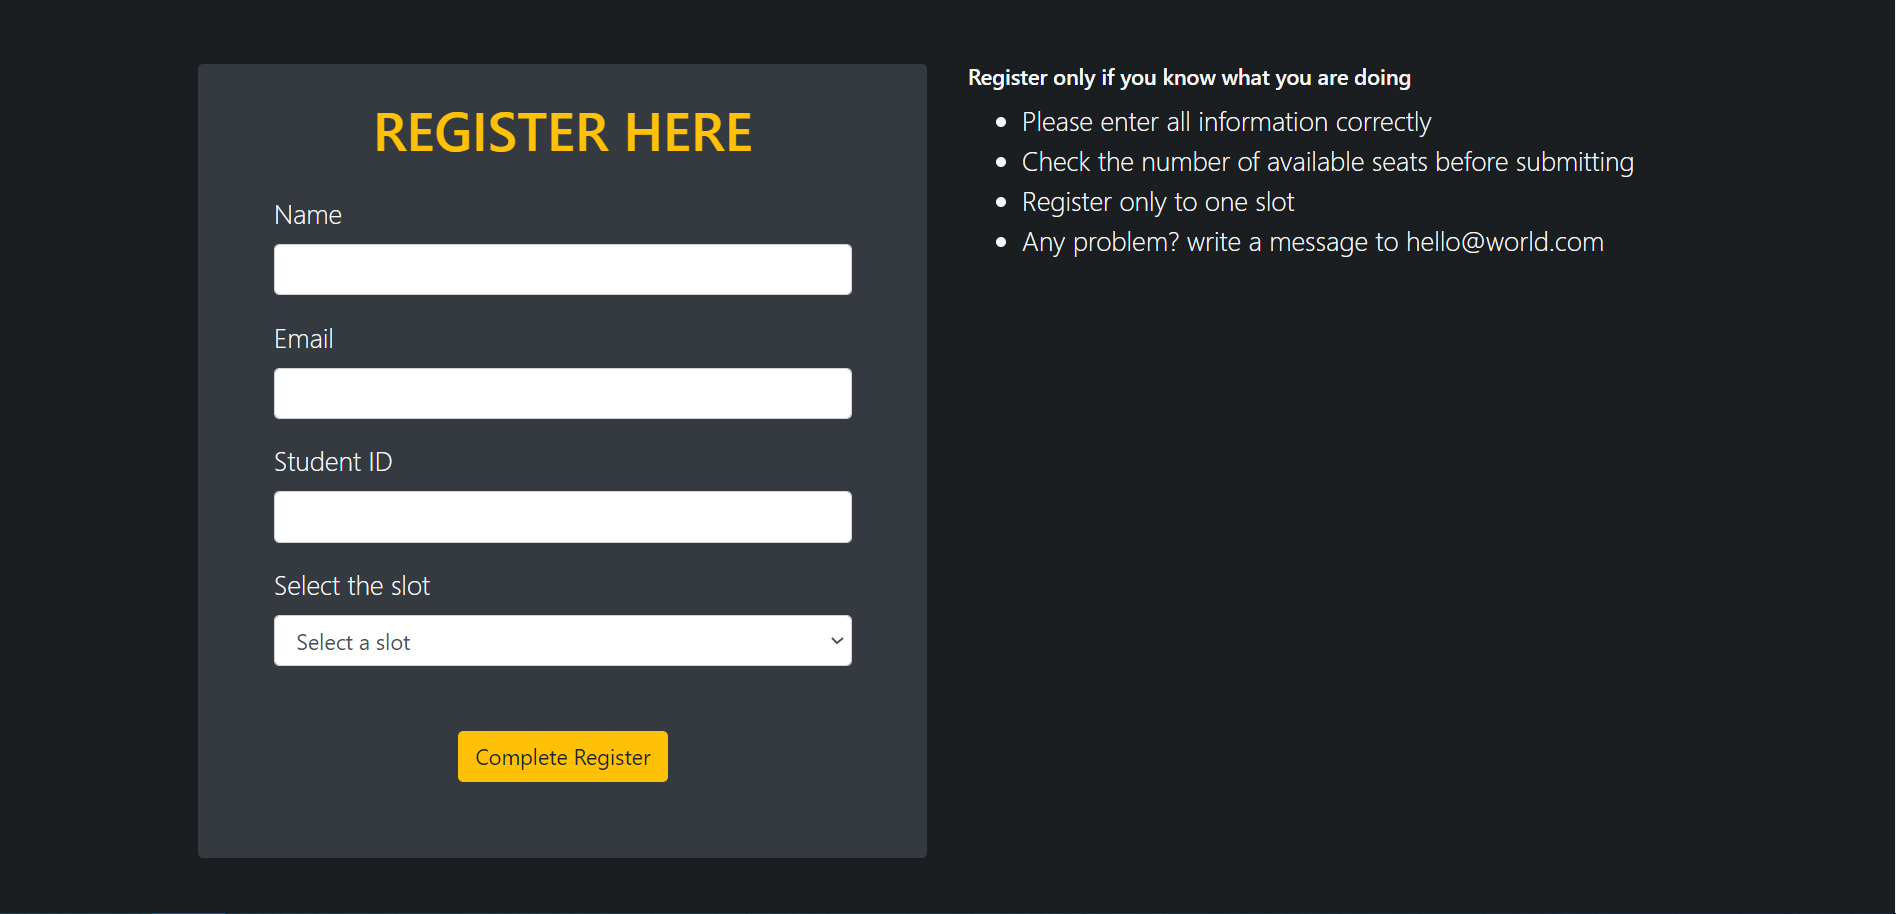 REGISTER HERE
Name
Email
Student ID
Select the slot
Select a slot
Complete Register
Register only if you know what you are doing
Please enter all information correctly
Check the number of available seats before submitting
Register only to one slot
Any problem? write a message to hello@world.com